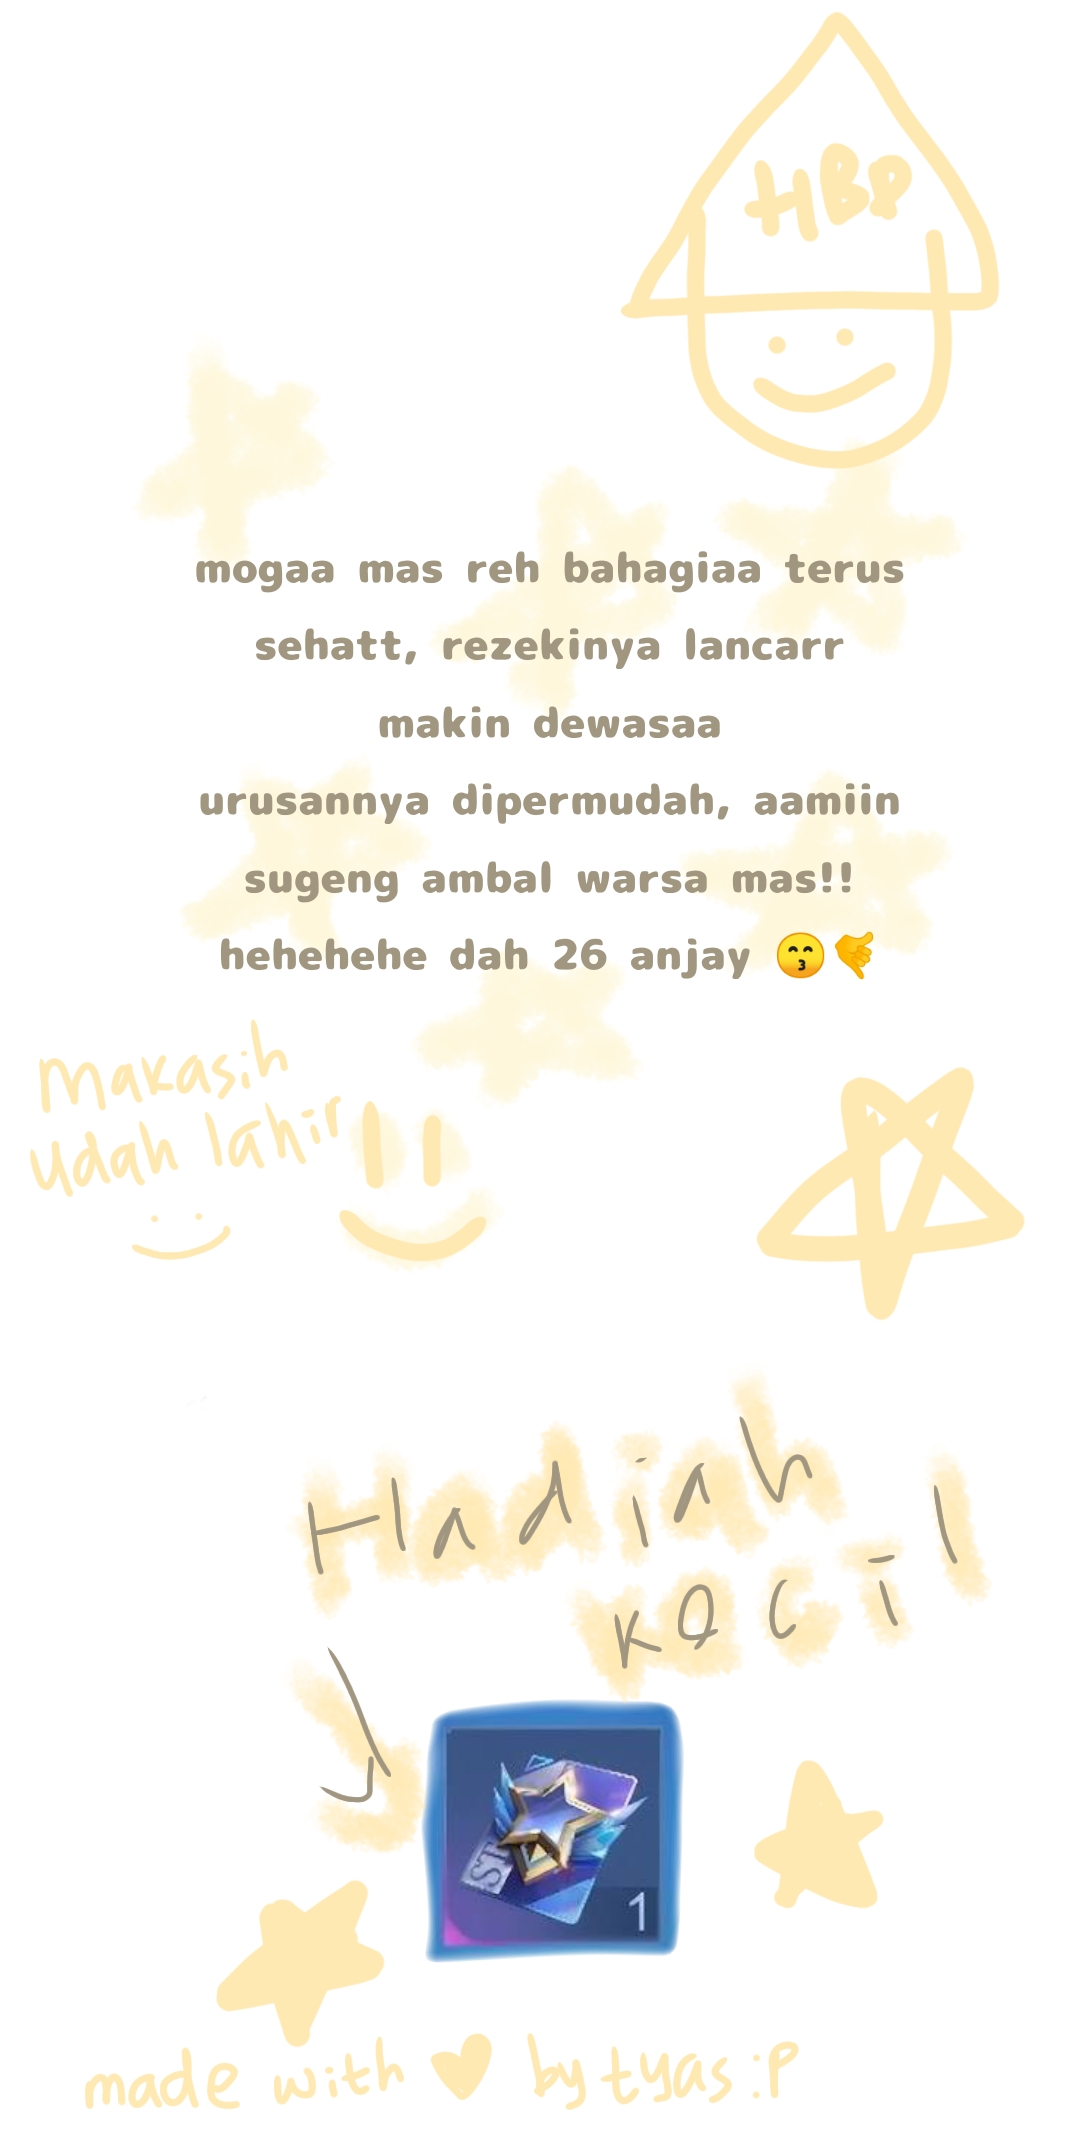 HBD
mogaa mas reh bahagiaa terus
sehatt, rezekinya lancarr
makin dewasaa
urusannya dipermudah, aamiin
sugeng ambal warsa mas!!
hehehehe dah 26 anjay 😙🤙
Makasih
udah lahir
Hadiah
kecil
ST
1
made with ♥ by tyas :P